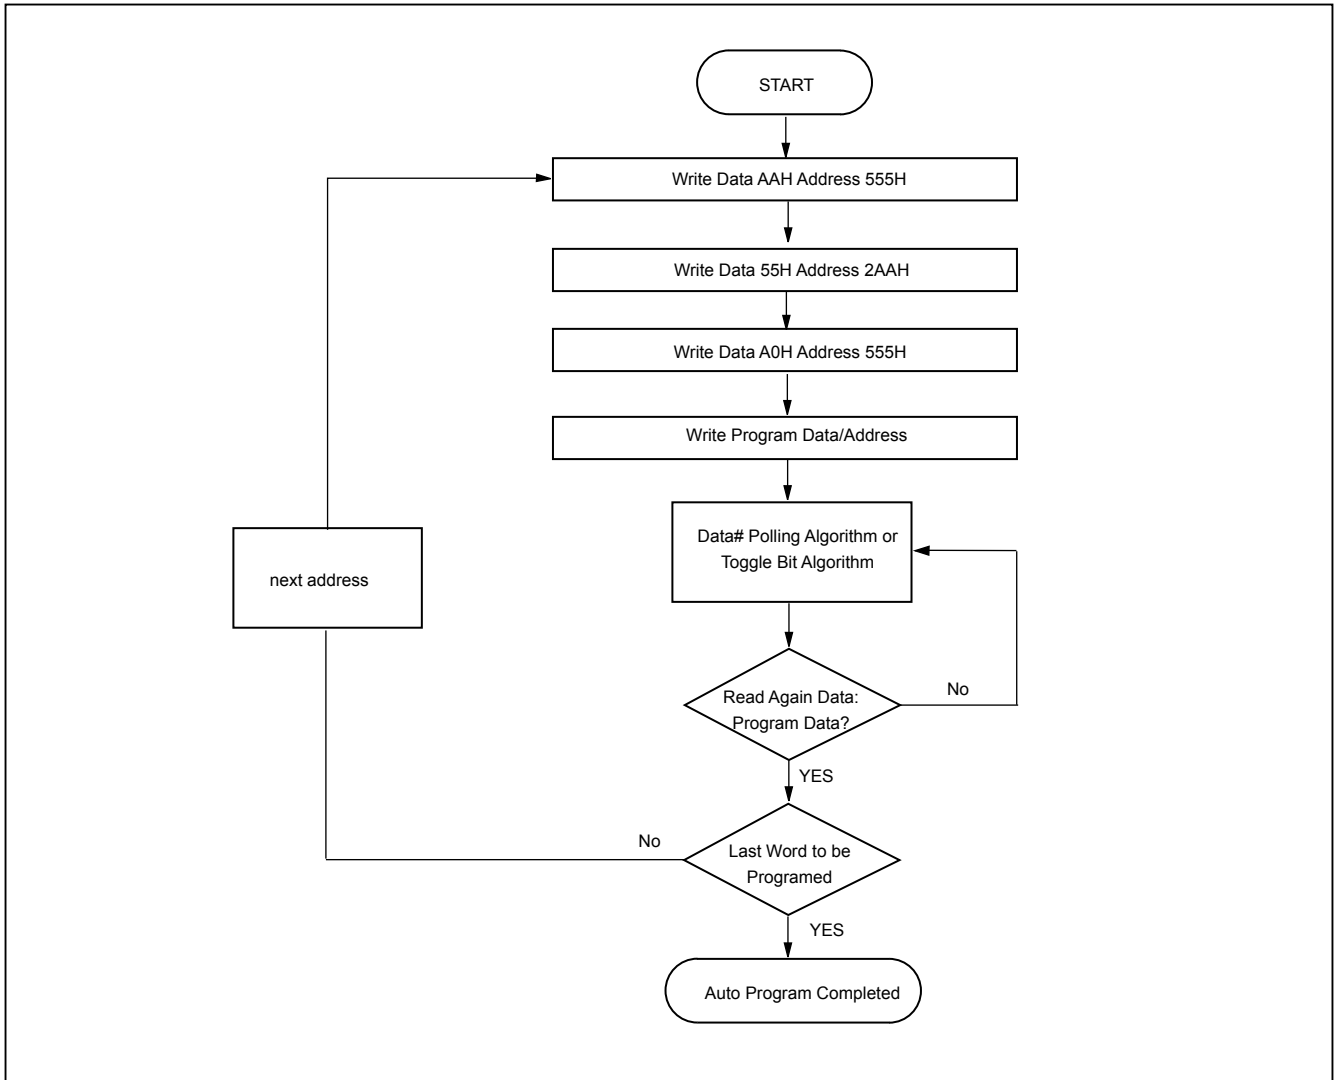 START
Write Data AAH Address 555H
Write Data 55H Address 2AAH
Write Data A0H Address 555H
Write Program Data/Address
Data# Polling Algorithm or
Toggle Bit Algorithm
next address
Read Again Data:
Program Data?
No
YES
No
Last Word to be
Programed
YES
Auto Program Completed